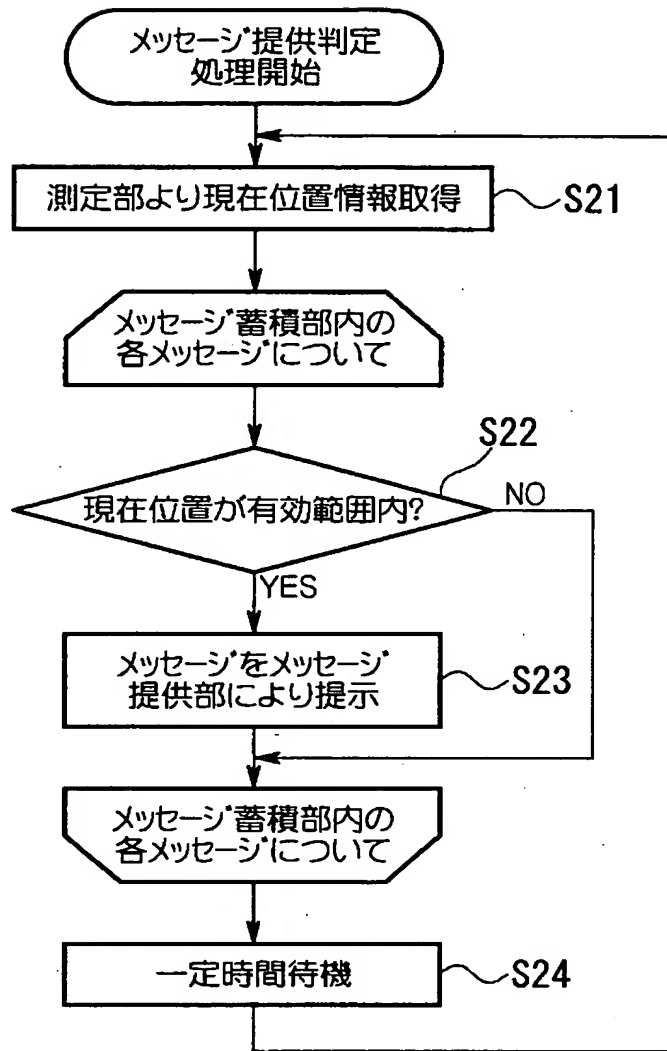 メッセージ提供判定
処理開始
測定部より現在位置情報取得
S21
メッセージ蓄積部内の
各メッセージについて
S22
現在位置が有効範囲内?
NO
YES
メッセージをメッセージ
提供部により提示
S23
メッセージ蓄積部内の
各メッセージについて
一定時間待機
S24